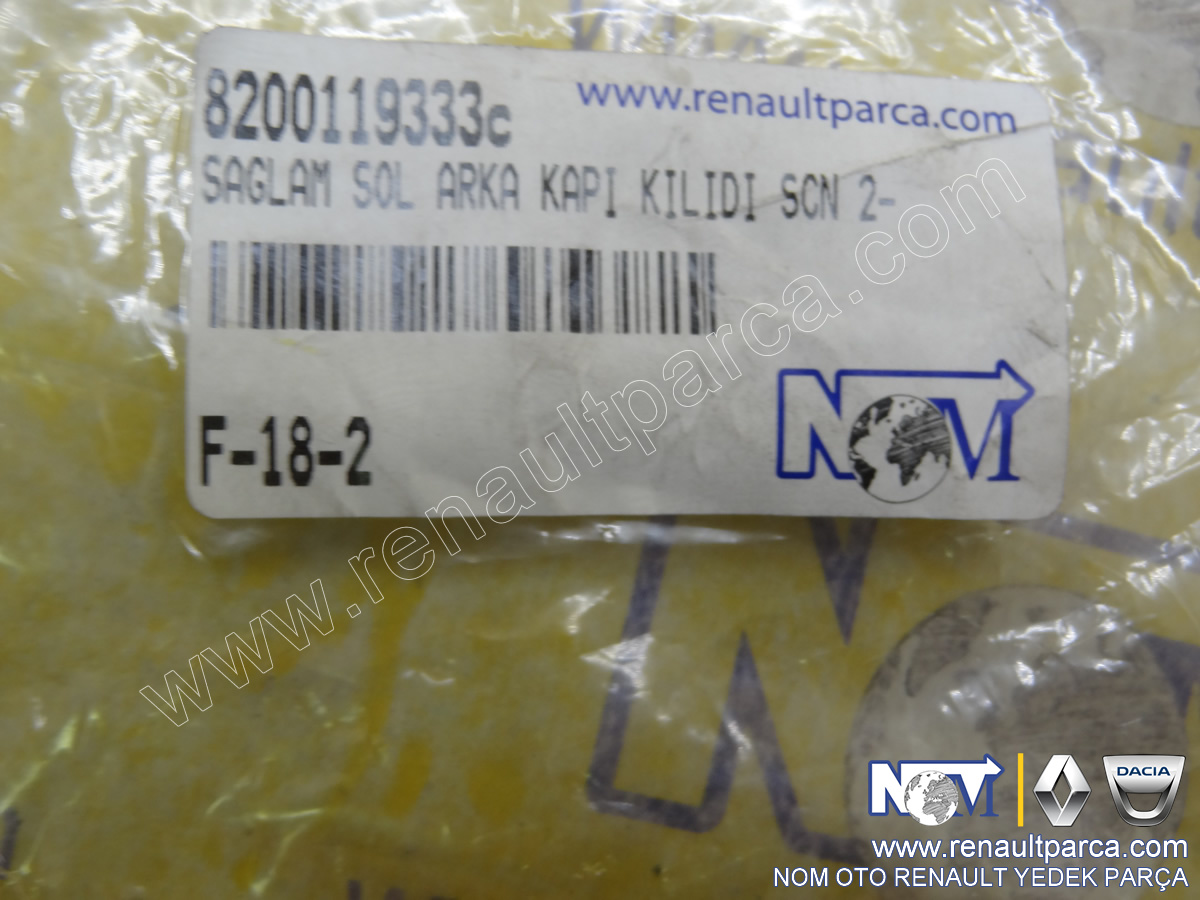 8200119333c
www.renaultparca.com
SAGLAM SOL ARKA KAPI KILIDI SCN 2-
F-18-2
NOM
www.renaultparca.com
NOM
DACIA
www.renaultparca.com
NOM OTO RENAULT YEDEK PARÇA